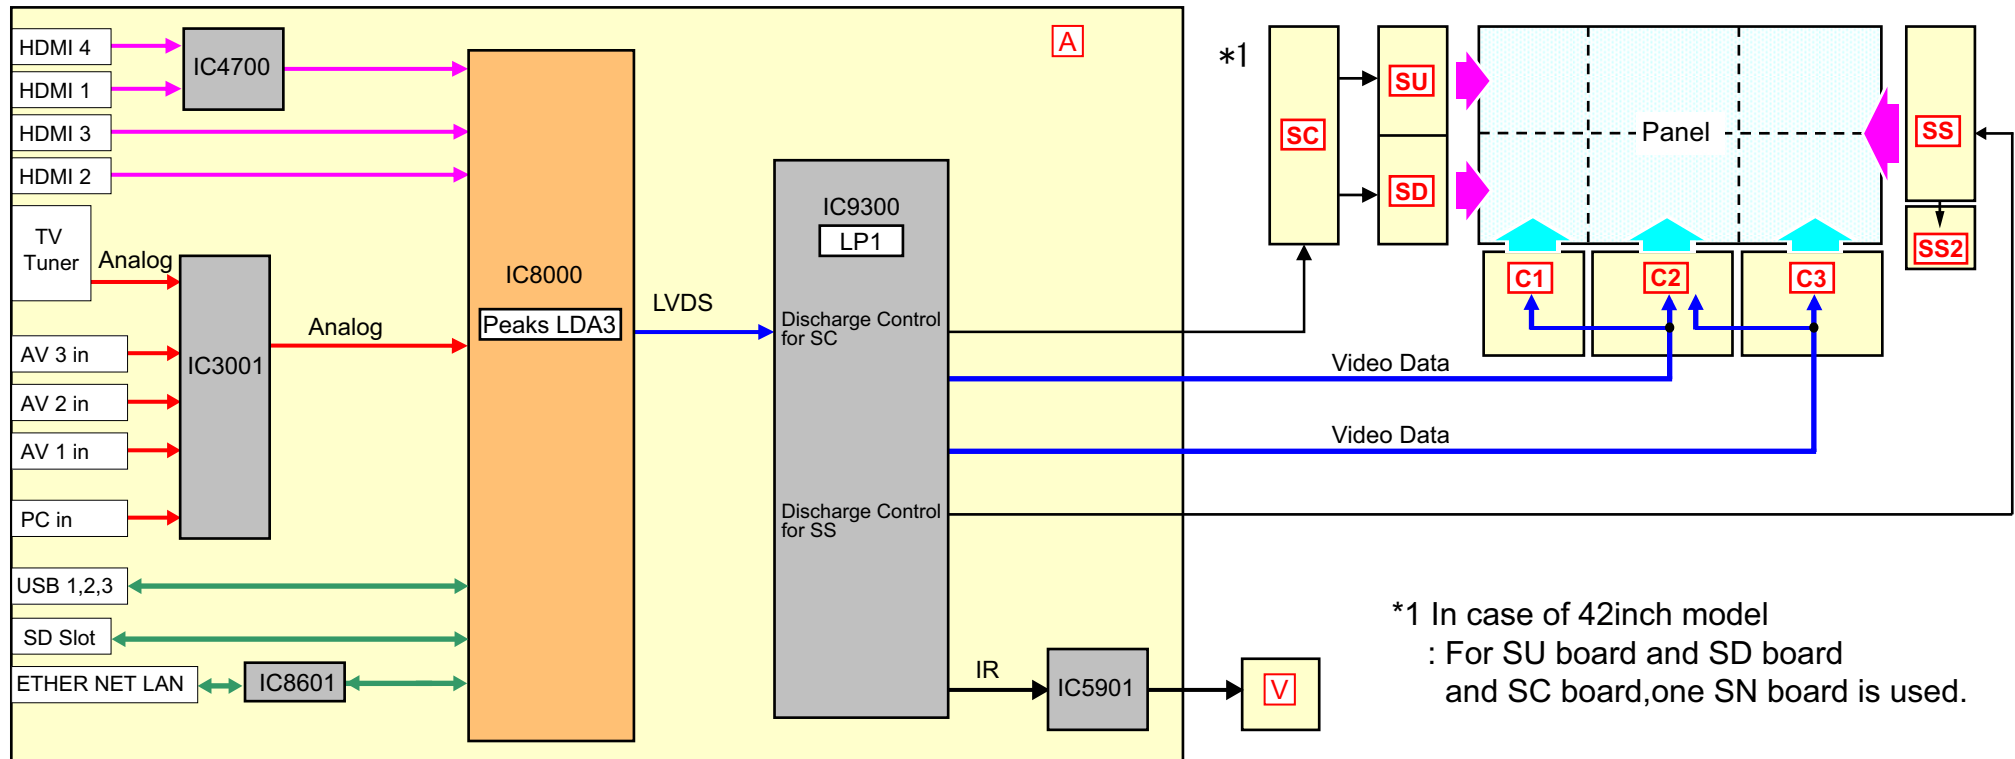 HDMI 4
HDMI 1
HDMI 3
HDMI 2
IC4700
TV
Tuner
Analog
AV 3 in
AV 2 in
AV 1 in
PC in
IC3001
Analog
USB 1,2,3
SD Slot
ETHER NET LAN
IC8601
IC8000
Peaks LDA3
LVDS
A
IC9300
LP1
Discharge Control
for SC
Discharge Control
for SS
Video Data
Video Data
IR
IC5901
V
*1
SC
SU
SD
Panel
SS
SS2
C1
C2
C3
*1 In case of 42inch model
: For SU board and SD board
and SC board,one SN board is used.